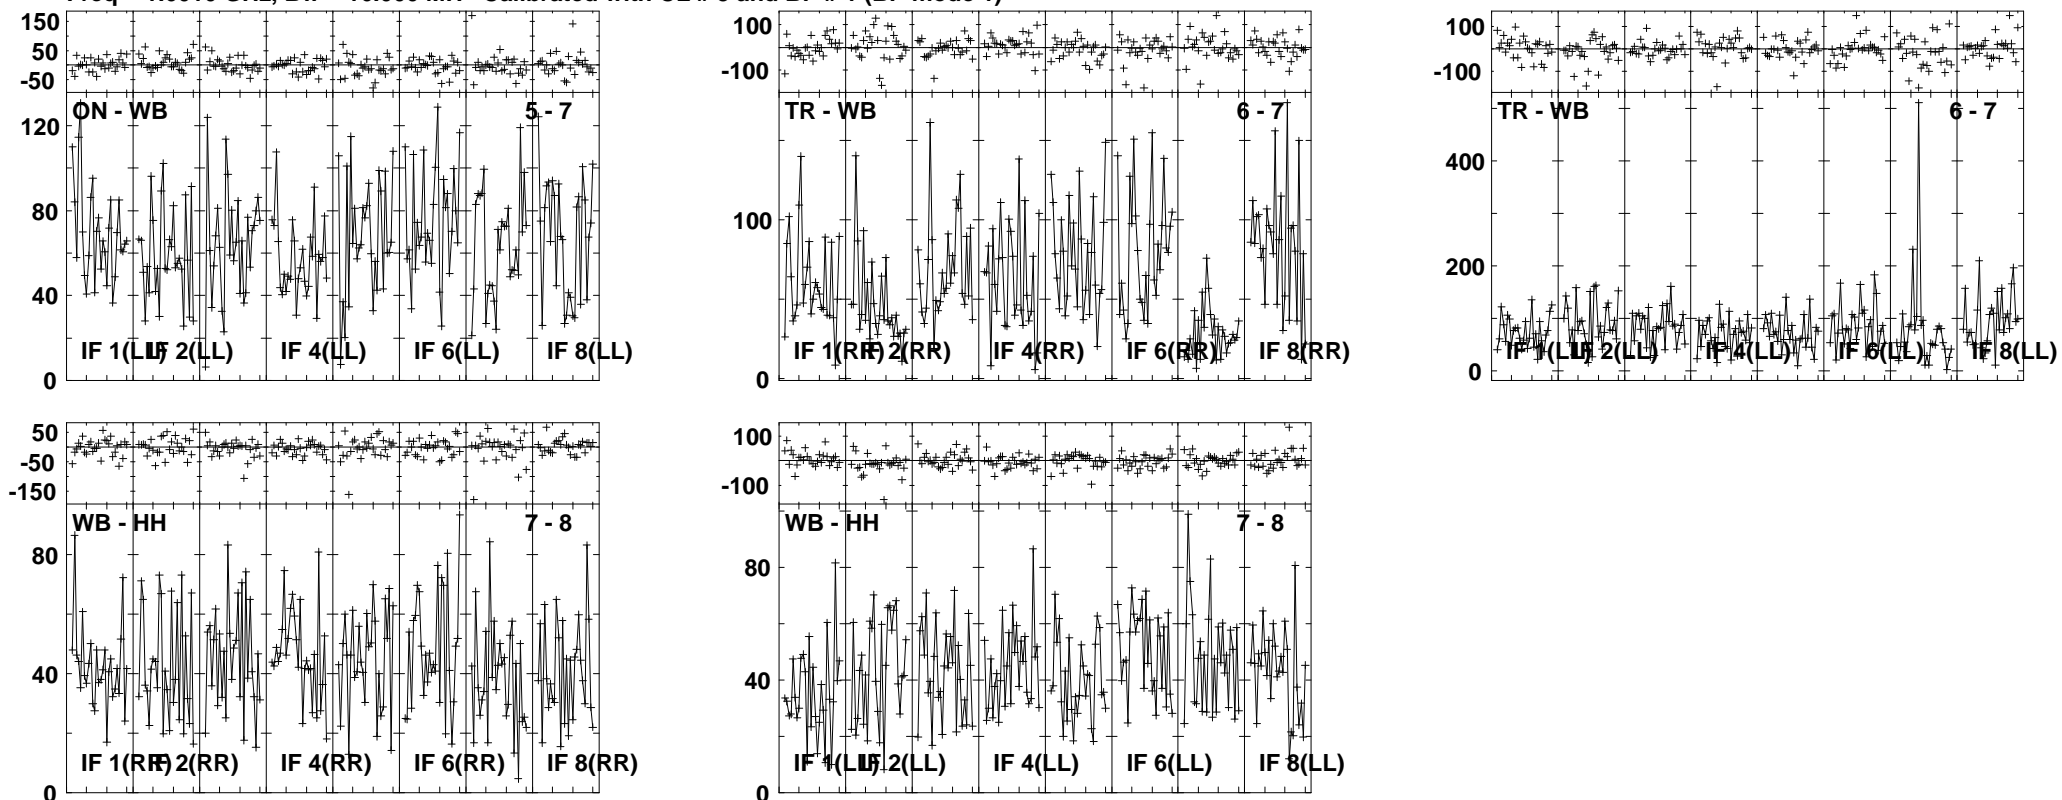 150
50
-50
ON - WB
5 - 7
120
80
40
0
IF 1(LL)
IF 2(LL)
IF 4(LL)
IF 6(LL)
IF 8(LL)
100
-100
TR - WB
6 - 7
100
0
IF 1(RR)
IF 2(RR)
IF 4(RR)
IF 6(RR)
IF 8(RR)
100
-100
TR - WB
6 - 7
400
200
0
IF 1(LL)
IF 2(LL)
IF 4(LL)
IF 6(LL)
IF 8(LL)
50
-50
-150
WB - HH
7 - 8
80
40
0
IF 1(RR)
IF 2(RR)
IF 4(RR)
IF 6(RR)
IF 8(RR)
100
-100
WB - HH
7 - 8
80
40
0
IF 1(LL)
IF 2(LL)
IF 4(LL)
IF 6(LL)
IF 8(LL)